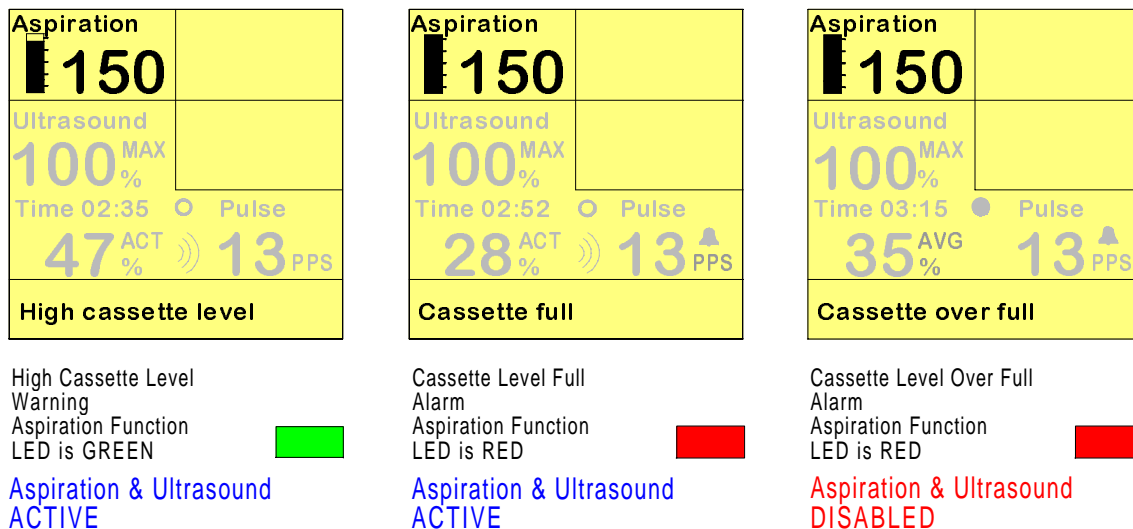 Aspiration
150
Ultrasound
100 MAX %
Time 02:35 Pulse
47 ACT % 13 PPS
High cassette level
High Cassette Level
Warning
Aspiration Function
LED is GREEN
Aspiration & Ultrasound
ACTIVE
Aspiration
150
Ultrasound
100 MAX %
Time 02:52 Pulse
28 ACT % 13 PPS
Cassette full
Cassette Level Full
Alarm
Aspiration Function
LED is RED
Aspiration & Ultrasound
ACTIVE
Aspiration
150
Ultrasound
100 MAX %
Time 03:15 Pulse
35 AVG % 13 PPS
Cassette over full
Cassette Level Over Full
Alarm
Aspiration Function
LED is RED
Aspiration & Ultrasound
DISABLED